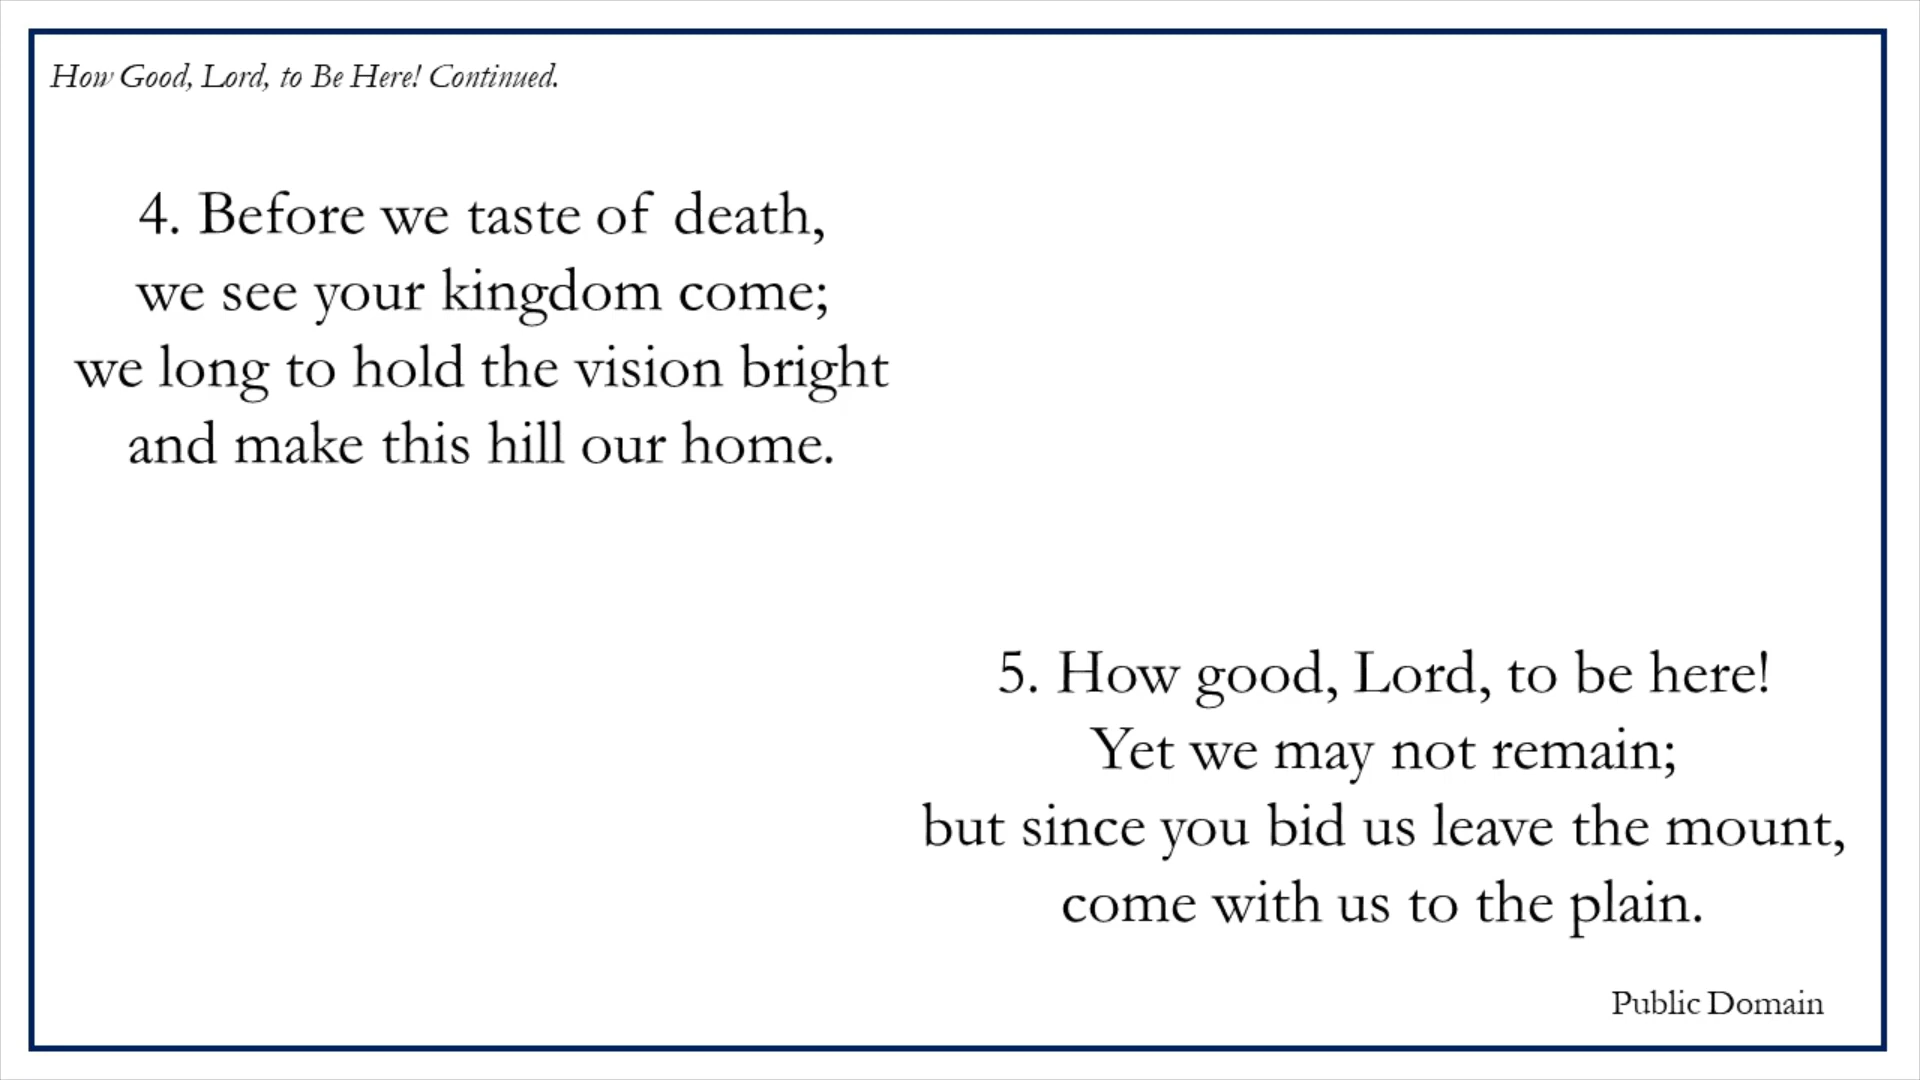 How Good, Lord, to Be Here! Continued.
4. Before we taste of death,
we see your kingdom come;
we long to hold the vision bright
and make this hill our home.
5. How good, Lord, to be here!
Yet we may not remain;
but since you bid us leave the mount,
come with us to the plain.
Public Domain